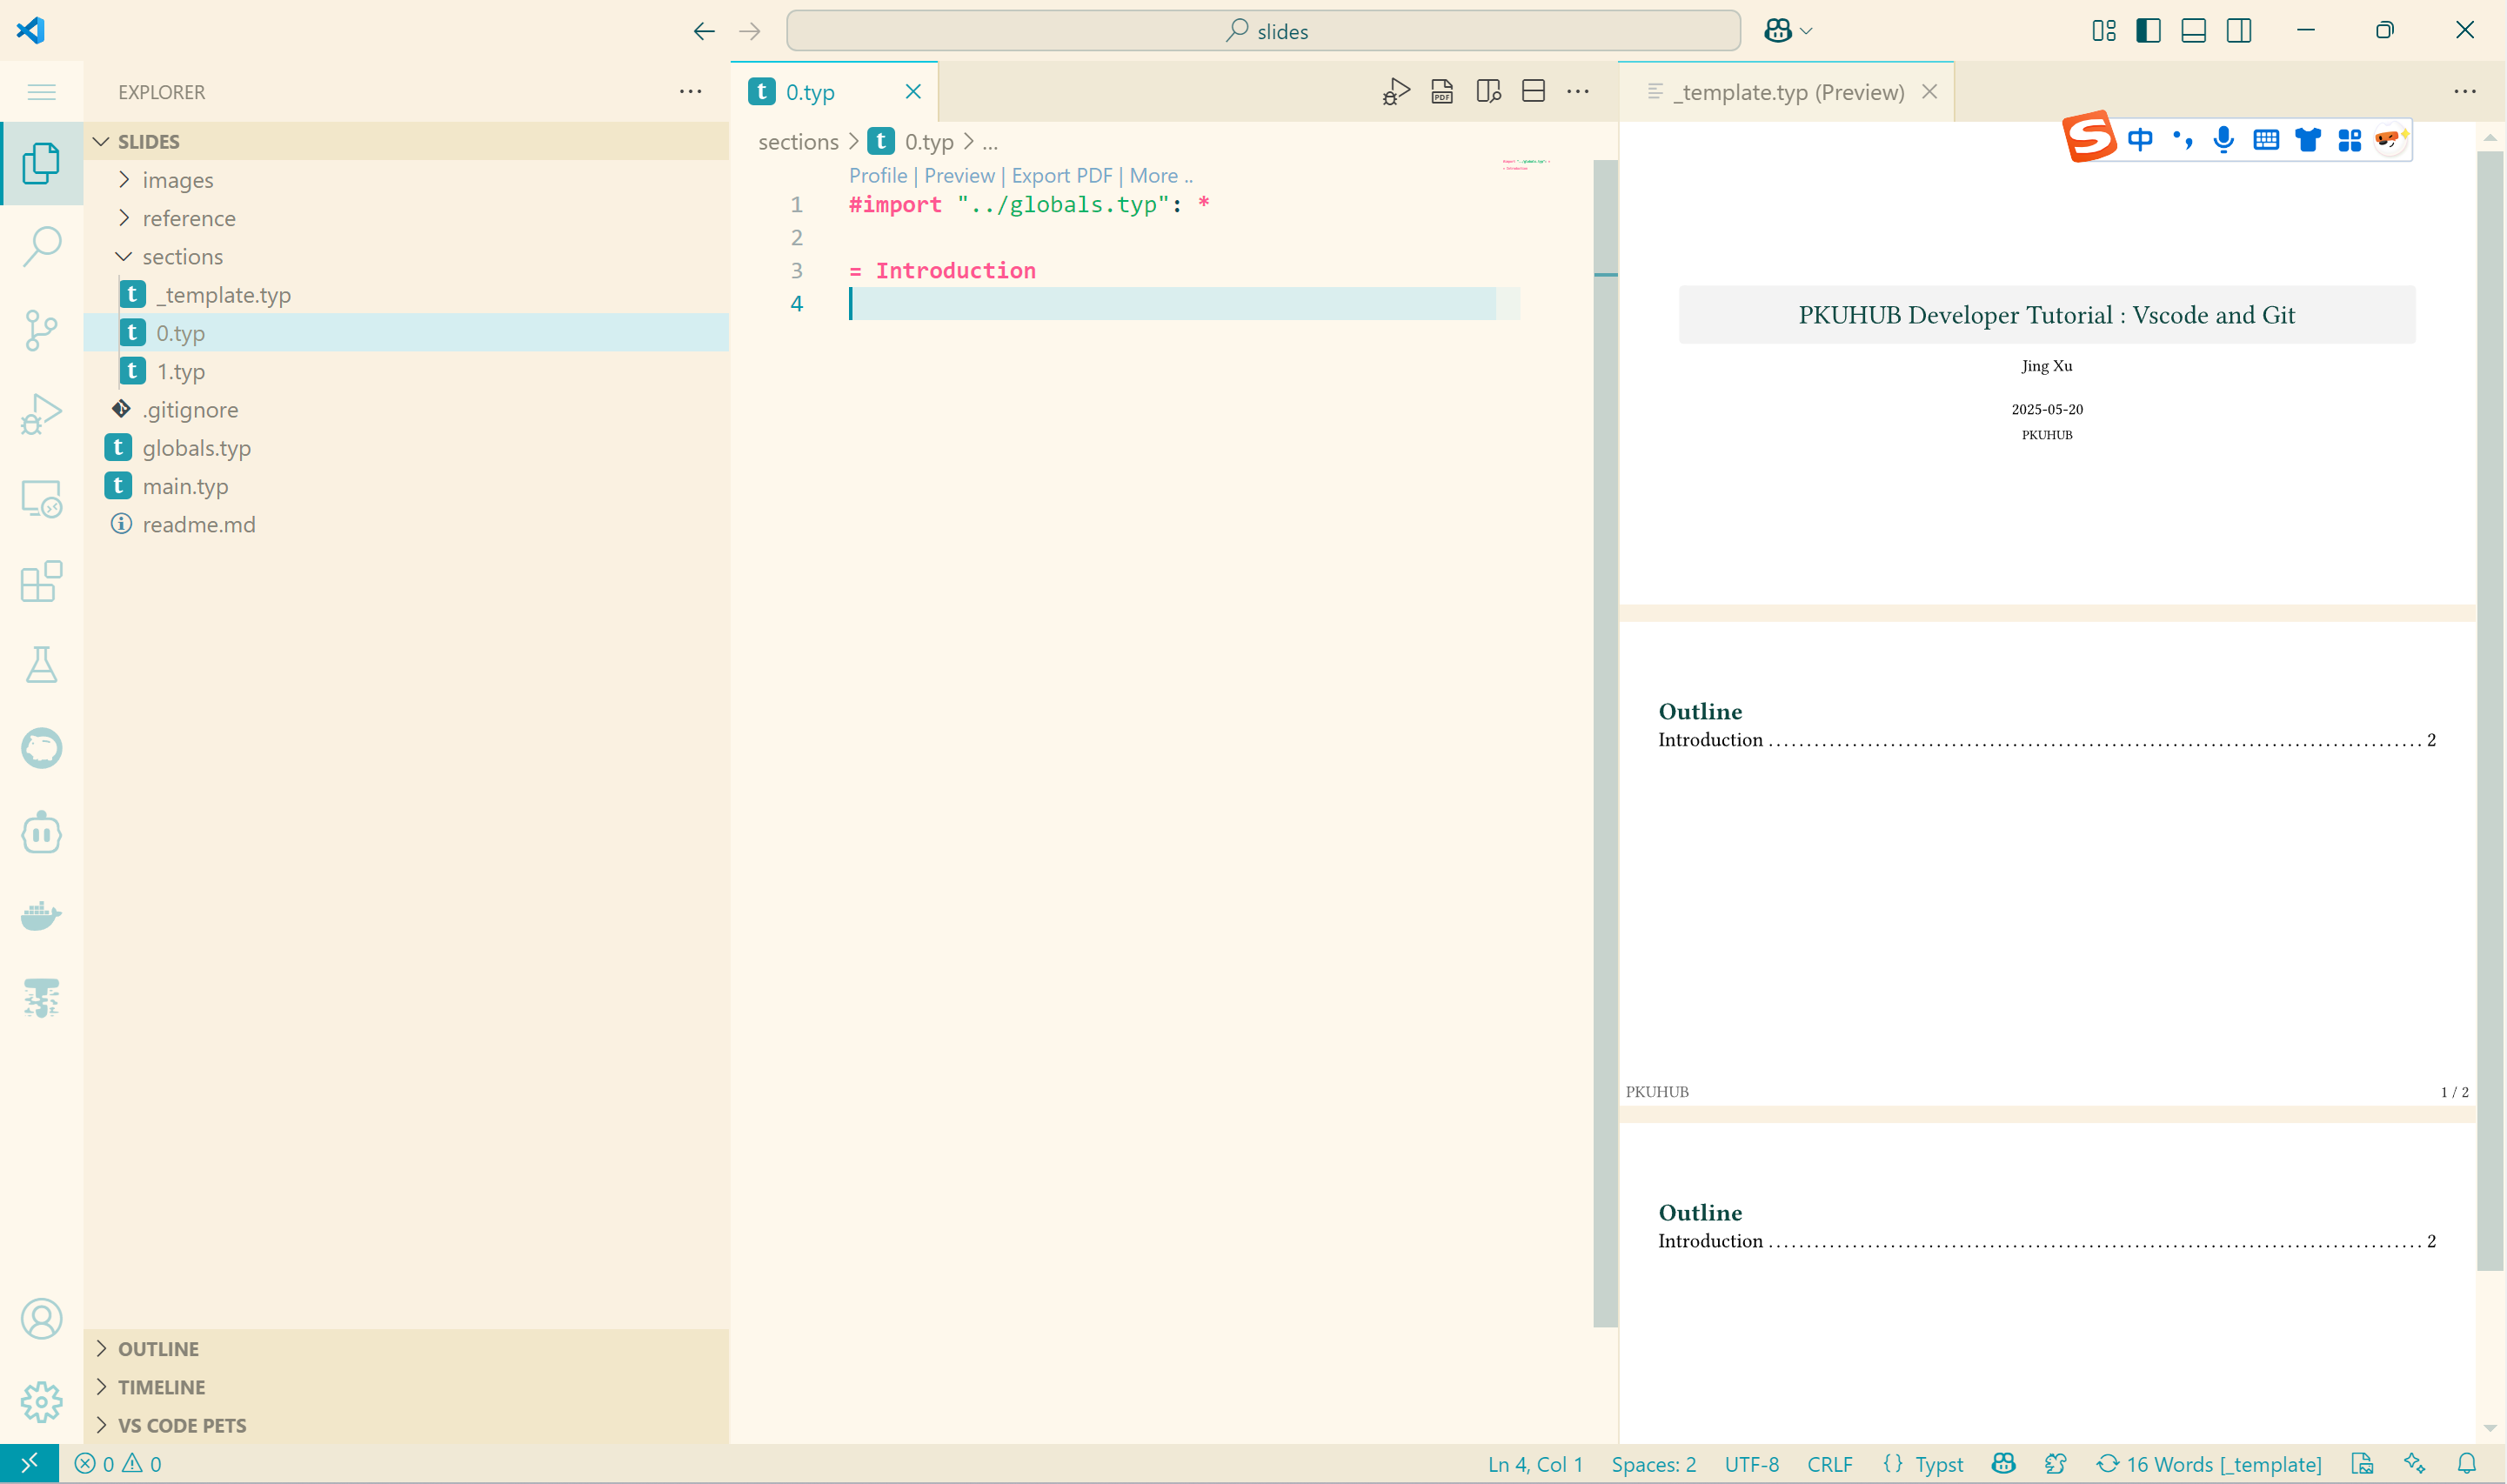 slides
EXPLORER
SLIDES
images
reference
sections
_template.typ
0.typ
1.typ
.gitignore
globals.typ
main.typ
readme.md
OUTLINE
TIMELINE
VS CODE PETS
0.typ
sections > 0.typ > ...
Profile | Preview | Export PDF | More ..
1 #import "../globals.typ": *
2
3 = Introduction
4
_template.typ (Preview)
中
PKUHUB Developer Tutorial : Vscode and Git
Jing Xu
2025-05-20
PKUHUB
Outline
Introduction 2
PKUHUB 1 / 2
Outline
Introduction 2
0 0 Ln 4, Col 1 Spaces: 2 UTF-8 CRLF {} Typst 16 Words [_template]